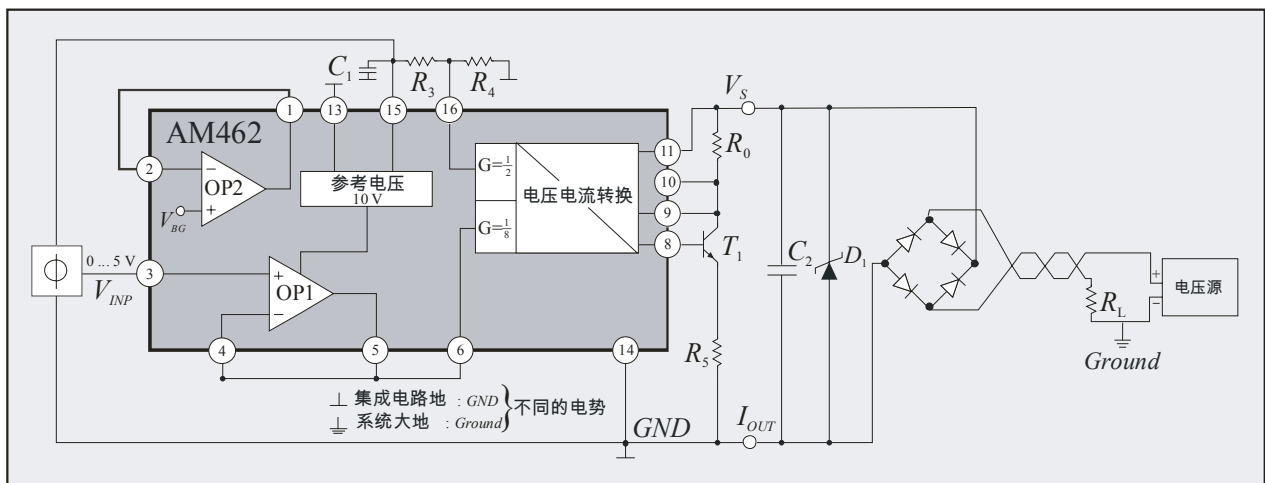 C1
R3
R4
1
13
15
16
AM462
2
OP2
−
+
VBG
参考电压
10 V
G=1/2
G=1/8
电压电流转换
11
10
9
8
VS
R0
T1
R5
C2
D1
RL
+
−
电压源
Ground
Φ
0 ... 5 V
VINP
3
OP1
+
−
4
5
6
14
集成电路地 : GND
系统大地 : Ground
不同的电势
GND
IOUT